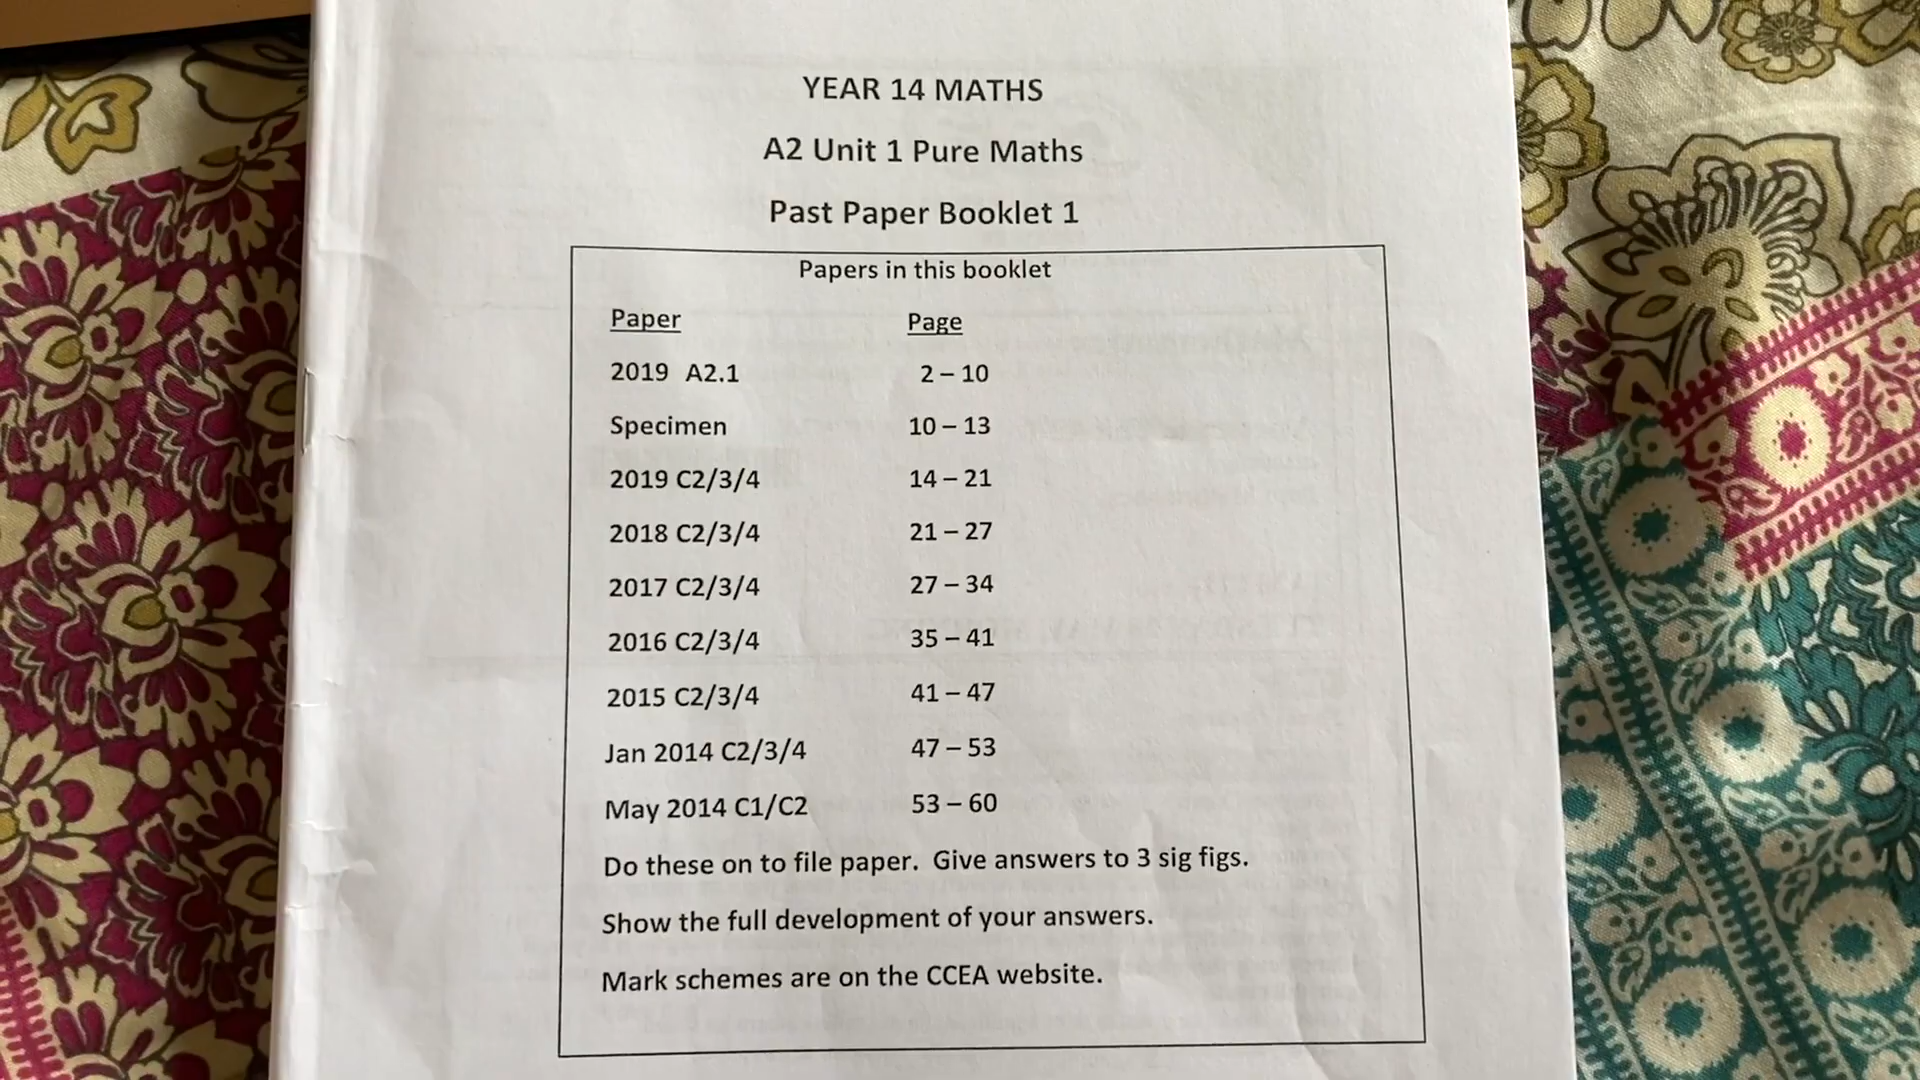 YEAR 14 MATHS
A2 Unit 1 Pure Maths
Past Paper Booklet 1
Papers in this booklet
Paper Page
2019 A2.1 2 – 10
Specimen 10 – 13
2019 C2/3/4 14 – 21
2018 C2/3/4 21 – 27
2017 C2/3/4 27 – 34
2016 C2/3/4 35 – 41
2015 C2/3/4 41 – 47
Jan 2014 C2/3/4 47 – 53
May 2014 C1/C2 53 – 60
Do these on to file paper. Give answers to 3 sig figs.
Show the full development of your answers.
Mark schemes are on the CCEA website.